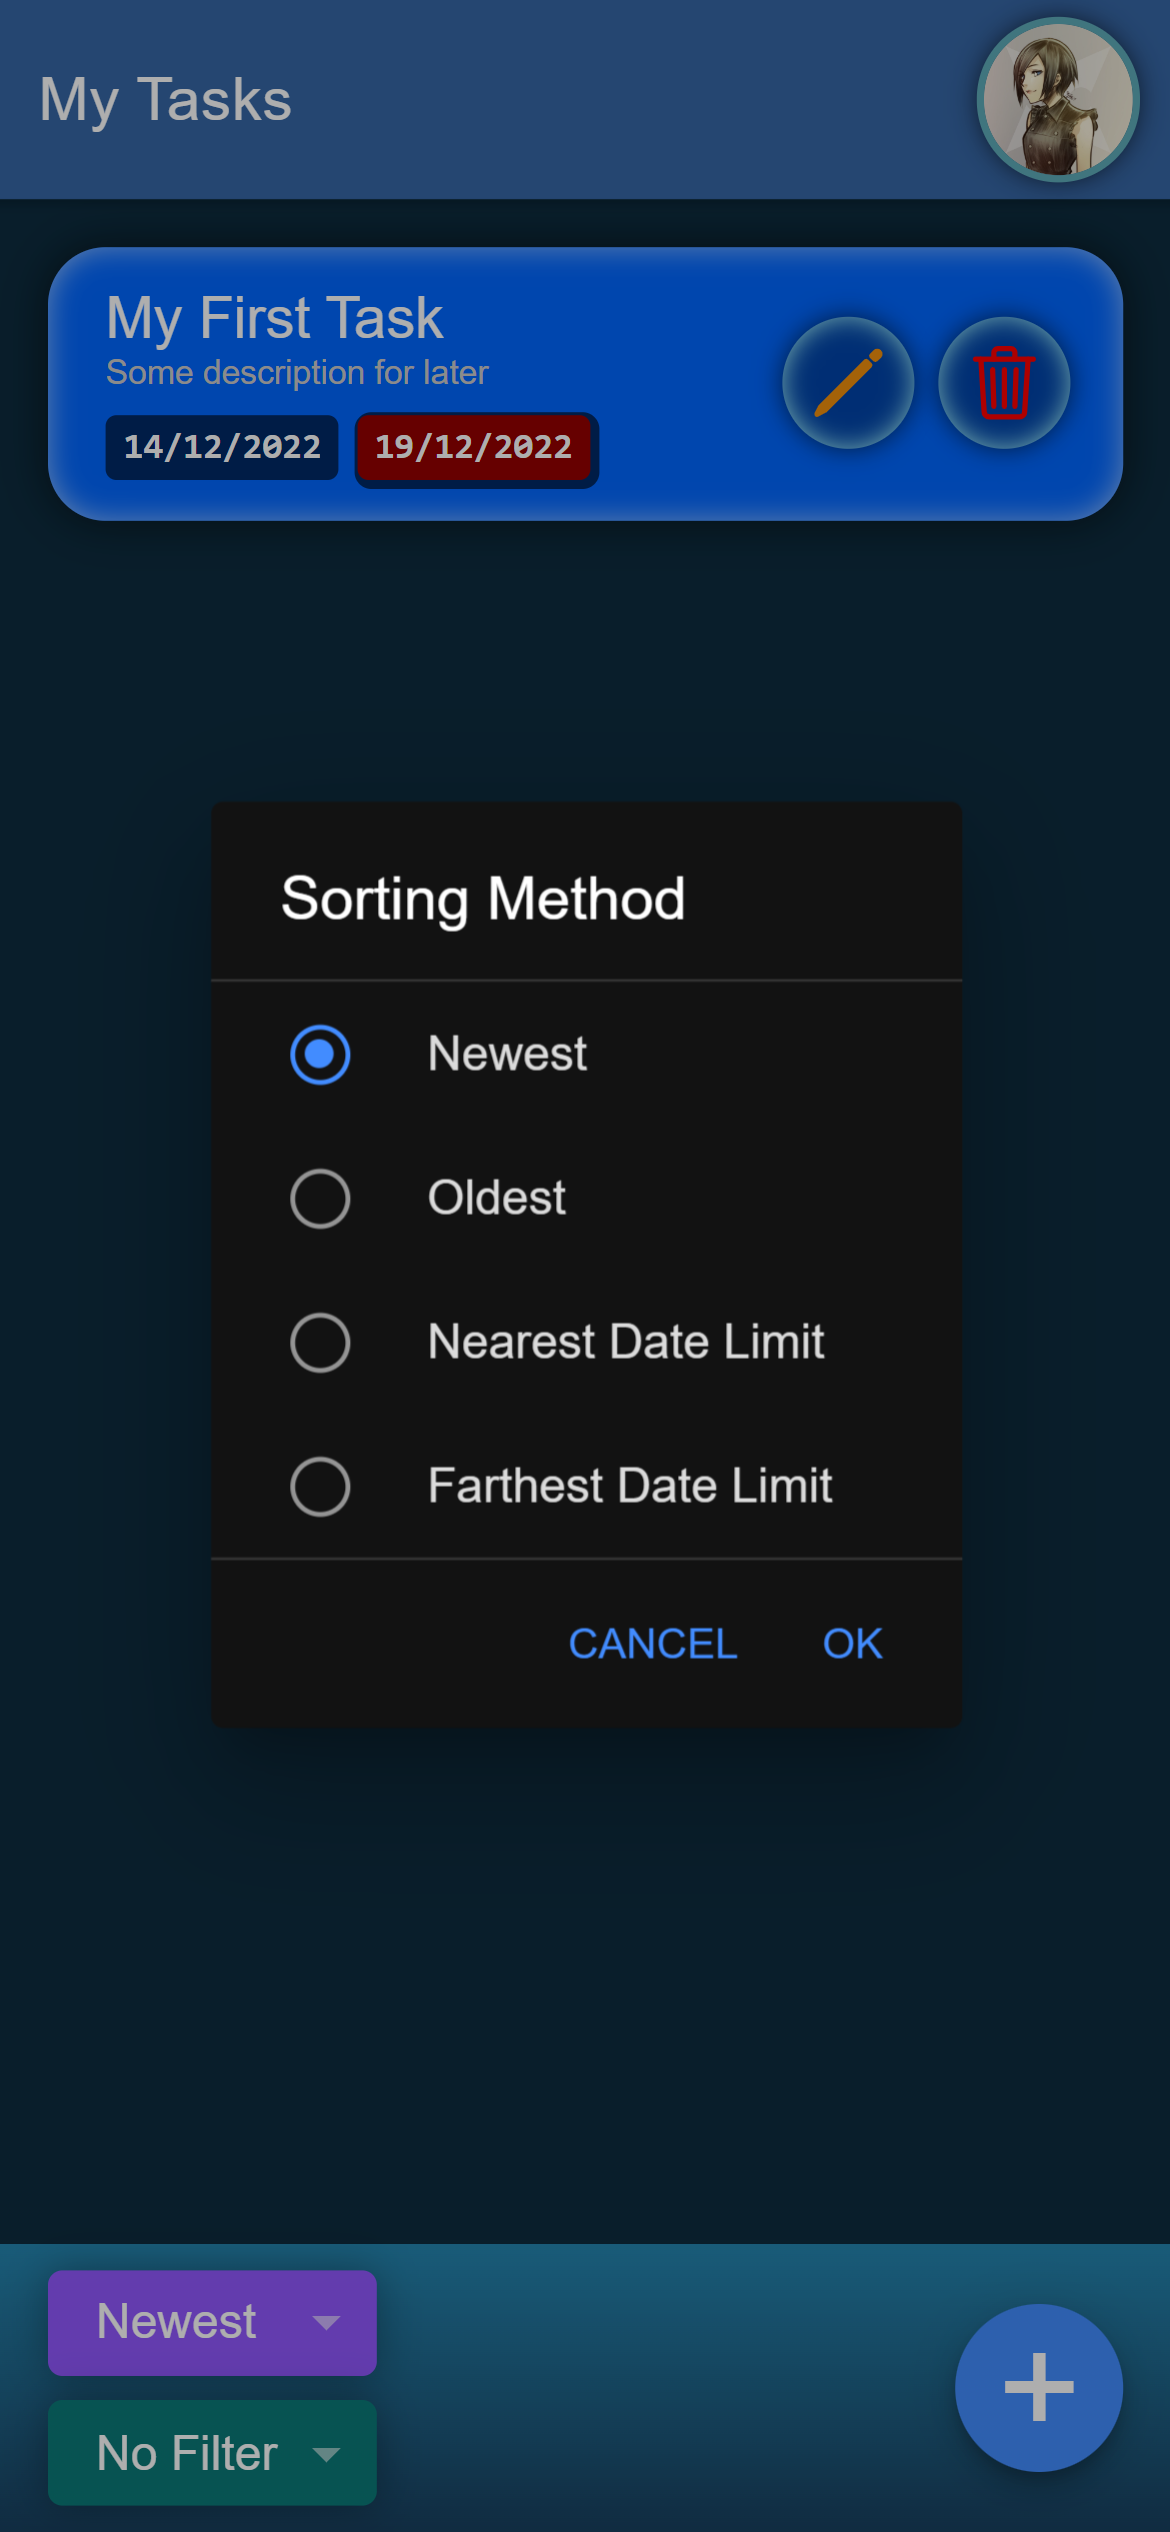 My Tasks
My First Task
Some description for later
14/12/2022 19/12/2022
Sorting Method
Newest
Oldest
Nearest Date Limit
Farthest Date Limit
CANCEL OK
Newest
No Filter